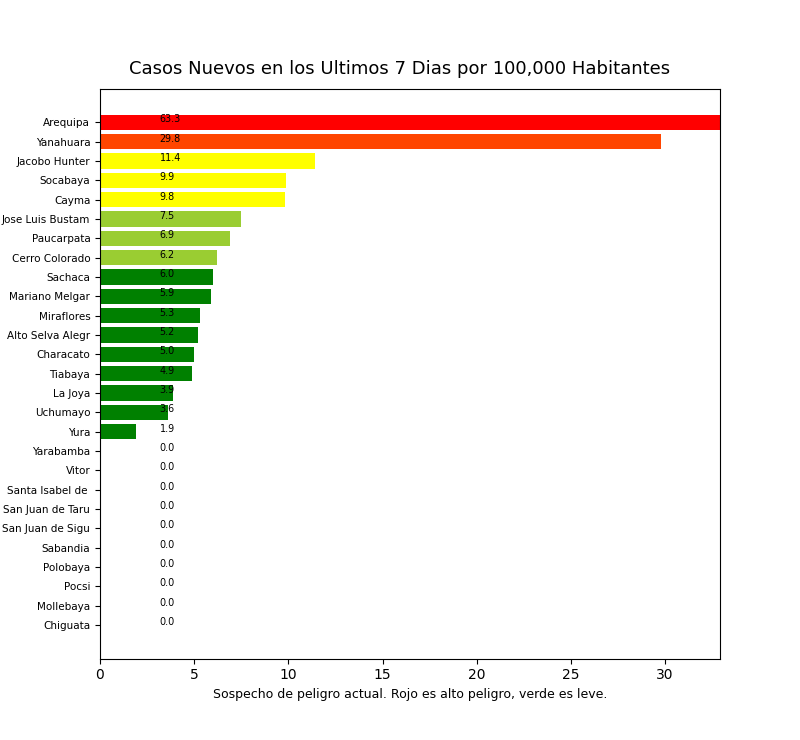 Casos Nuevos en los Ultimos 7 Dias por 100,000 Habitantes
Arequipa 63.3
Yanahuara 29.8
Jacobo Hunter 11.4
Socabaya 9.9
Cayma 9.8
Jose Luis Bustam 7.5
Paucarpata 6.9
Cerro Colorado 6.2
Sachaca 6.0
Mariano Melgar 5.9
Miraflores 5.3
Alto Selva Alegr 5.2
Characato 5.0
Tiabaya 4.9
La Joya 3.9
Uchumayo 3.6
Yura 1.9
Yarabamba 0.0
Vitor 0.0
Santa Isabel de 0.0
San Juan de Taru 0.0
San Juan de Sigu 0.0
Sabandia 0.0
Polobaya 0.0
Pocsi 0.0
Mollebaya 0.0
Chiguata 0.0
0 5 10 15 20 25 30
Sospecho de peligro actual. Rojo es alto peligro, verde es leve.